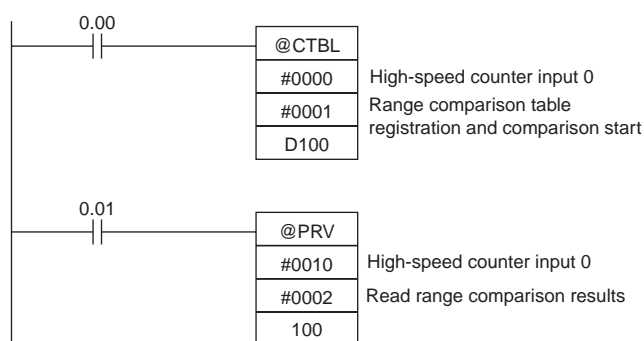 0.00
@CTBL
#0000 High-speed counter input 0
#0001 Range comparison table
registration and comparison start
D100
0.01
@PRV
#0010 High-speed counter input 0
#0002 Read range comparison results
100